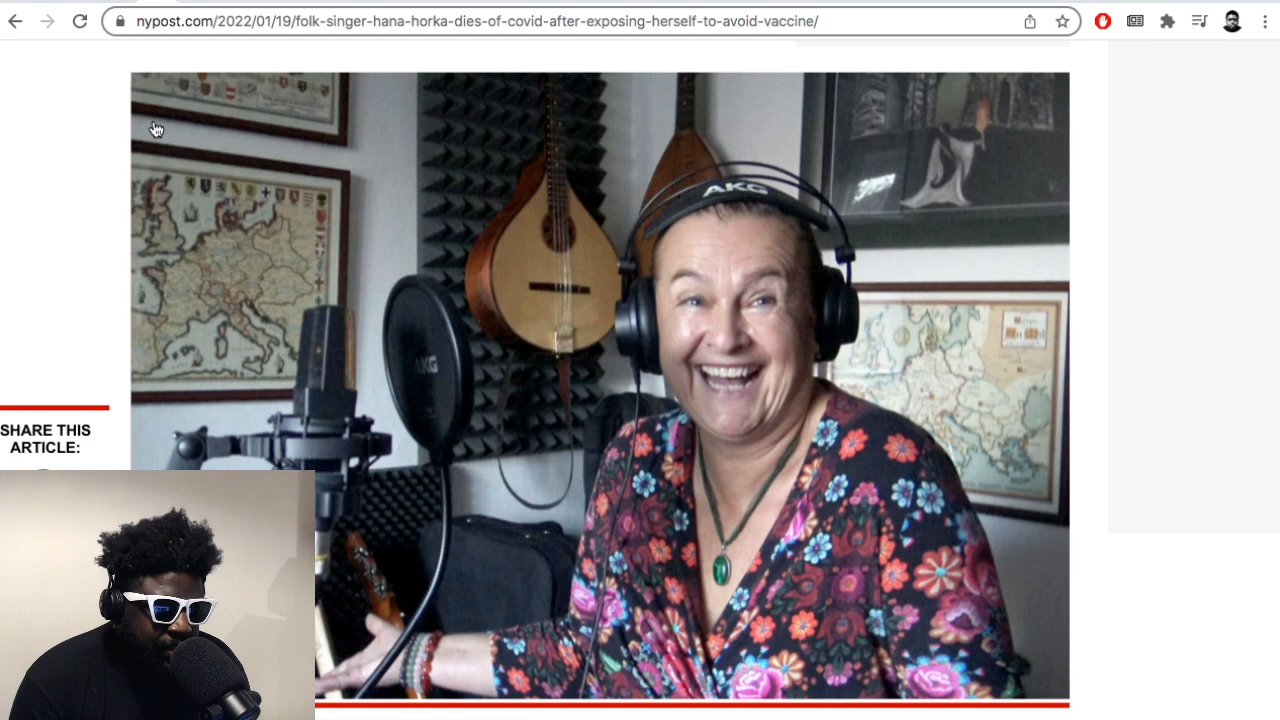 nypost.com/2022/01/19/folk-singer-hana-horka-dies-of-covid-after-exposing-herself-to-avoid-vaccine/
AKG
AKG
SHARE THIS
ARTICLE: